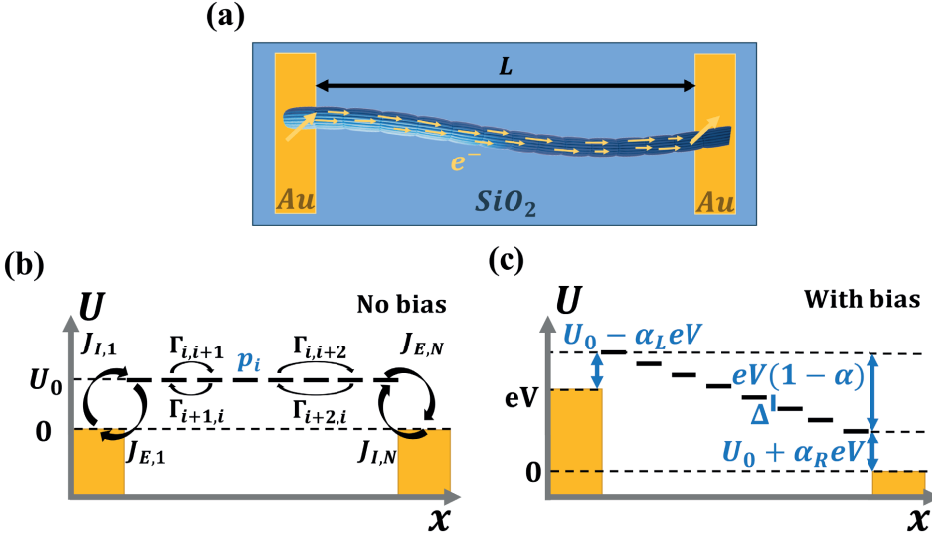 (a)
L
e⁻
Au
SiO₂
Au
(b)
U
No bias
J_{I,1}
Γ_{i,i+1}
p_i
Γ_{i,i+2}
J_{E,N}
U₀
Γ_{i+1,i}
Γ_{i+2,i}
0
J_{E,1}
J_{I,N}
x
(c)
U
With bias
U₀ − α_L eV
eV(1 − α)
eV
Δ
U₀ + α_R eV
0
x